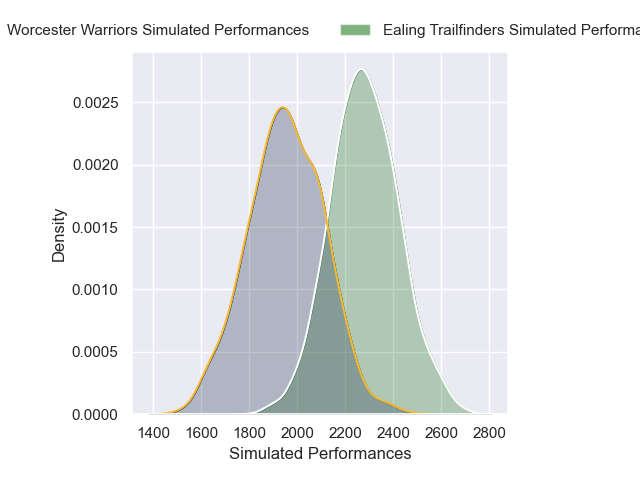 Worcester Warriors Simulated Performances Ealing Trailfinders Simulated Performa
0.0025
0.0020
0.0015
0.0010
0.0005
0.0000
Density
1400 1600 1800 2000 2200 2400 2600 2800
Simulated Performances